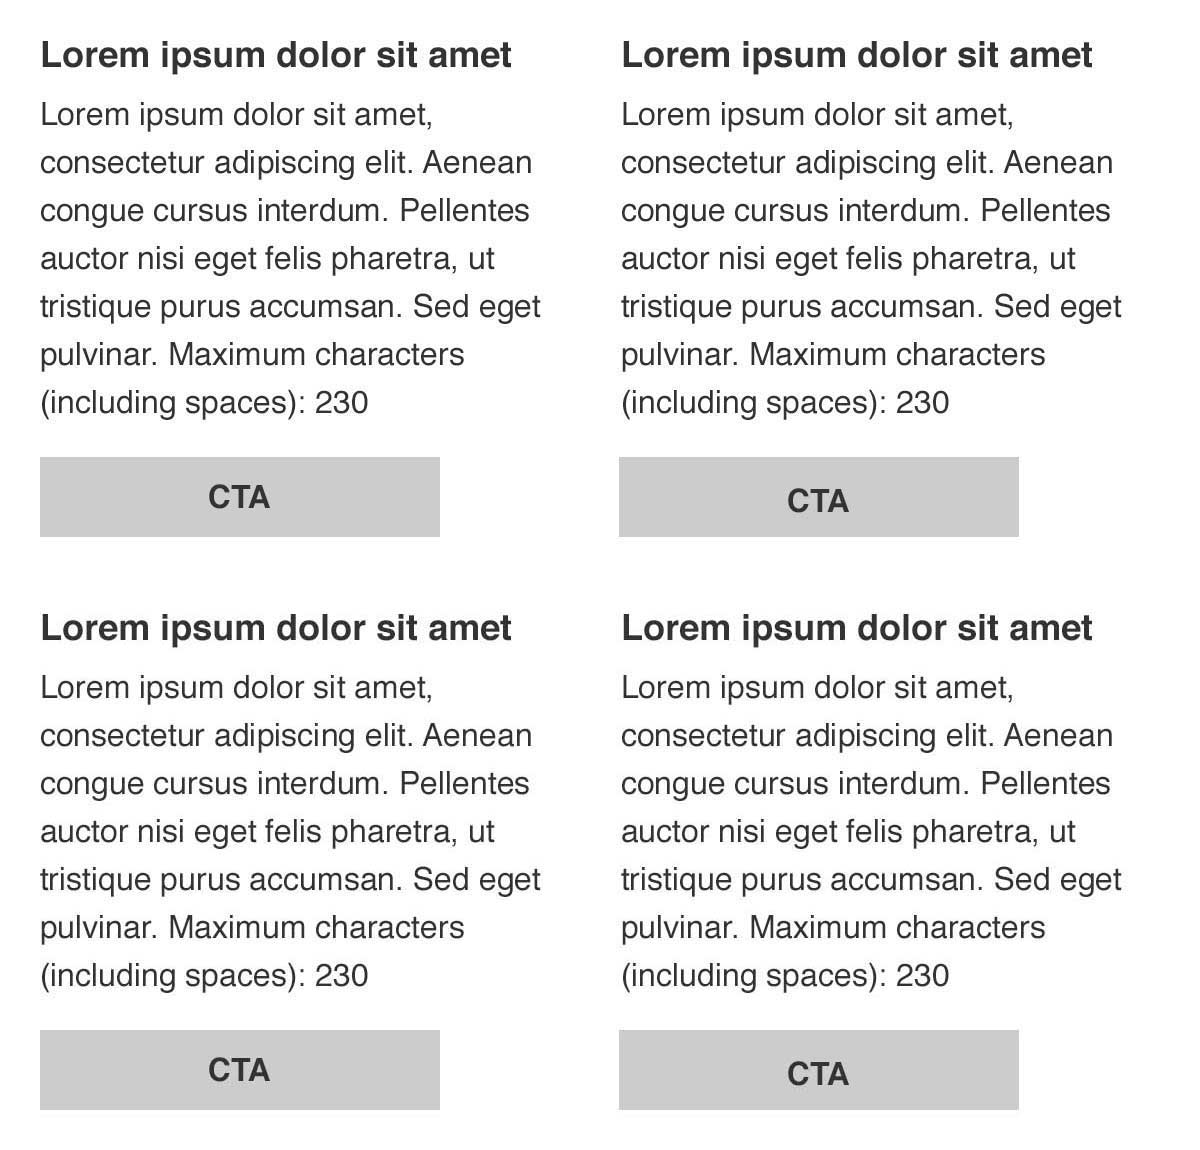 Lorem ipsum dolor sit amet
Lorem ipsum dolor sit amet,
consectetur adipiscing elit. Aenean
congue cursus interdum. Pellentes
auctor nisi eget felis pharetra, ut
tristique purus accumsan. Sed eget
pulvinar. Maximum characters
(including spaces): 230
CTA
Lorem ipsum dolor sit amet
Lorem ipsum dolor sit amet,
consectetur adipiscing elit. Aenean
congue cursus interdum. Pellentes
auctor nisi eget felis pharetra, ut
tristique purus accumsan. Sed eget
pulvinar. Maximum characters
(including spaces): 230
CTA
Lorem ipsum dolor sit amet
Lorem ipsum dolor sit amet,
consectetur adipiscing elit. Aenean
congue cursus interdum. Pellentes
auctor nisi eget felis pharetra, ut
tristique purus accumsan. Sed eget
pulvinar. Maximum characters
(including spaces): 230
CTA
Lorem ipsum dolor sit amet
Lorem ipsum dolor sit amet,
consectetur adipiscing elit. Aenean
congue cursus interdum. Pellentes
auctor nisi eget felis pharetra, ut
tristique purus accumsan. Sed eget
pulvinar. Maximum characters
(including spaces): 230
CTA